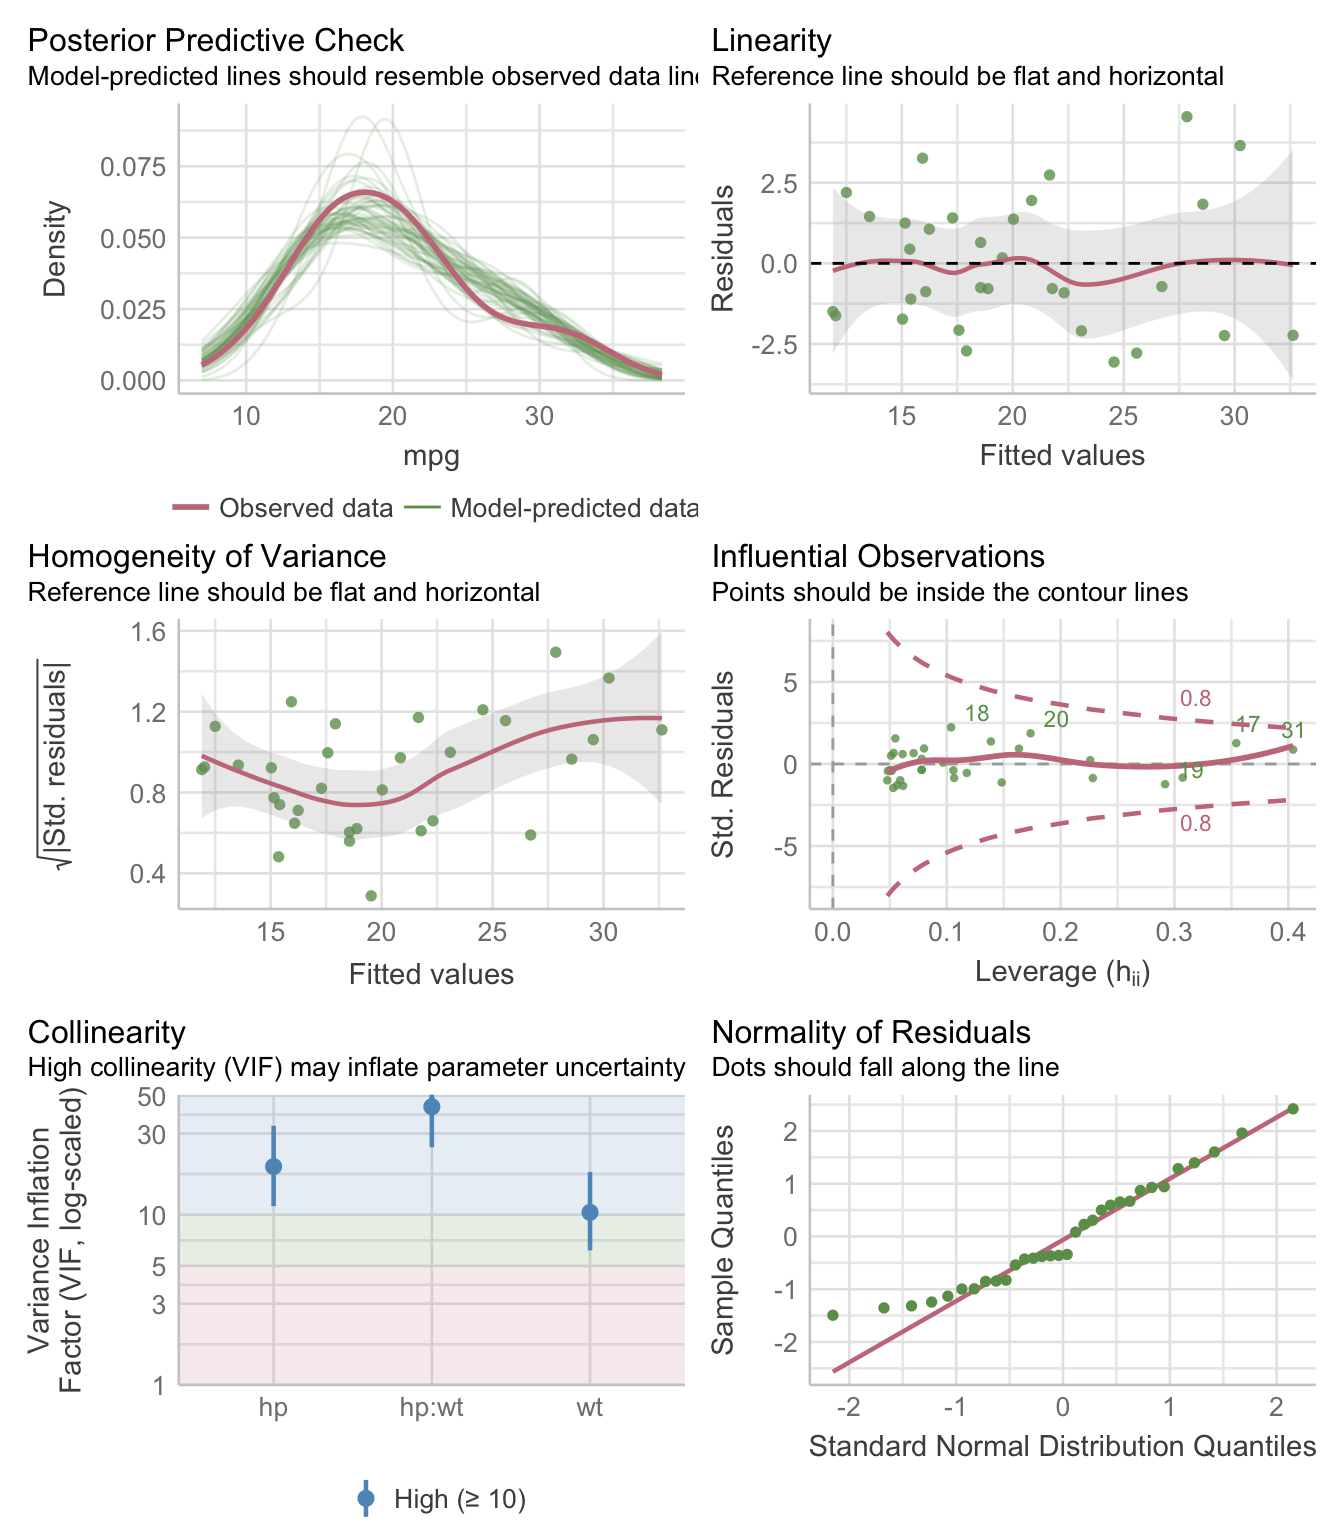 Posterior Predictive Check
Model-predicted lines should resemble observed data line
Density
0.075
0.050
0.025
0.000
10 20 30
mpg
Observed data Model-predicted data
Linearity
Reference line should be flat and horizontal
Residuals
2.5
0.0
-2.5
15 20 25 30
Fitted values
Homogeneity of Variance
Reference line should be flat and horizontal
√|Std. residuals|
1.6
1.2
0.8
0.4
15 20 25 30
Fitted values
Influential Observations
Points should be inside the contour lines
Std. Residuals
5
0
-5
0.8
18 20 17 31
19
0.8
0.0 0.1 0.2 0.3 0.4
Leverage (hii)
Collinearity
High collinearity (VIF) may inflate parameter uncertainty
Variance Inflation
Factor (VIF, log-scaled)
50
30
10
5
3
1
hp hp:wt wt
High (≥ 10)
Normality of Residuals
Dots should fall along the line
Sample Quantiles
2
1
0
-1
-2
-2 -1 0 1 2
Standard Normal Distribution Quantiles